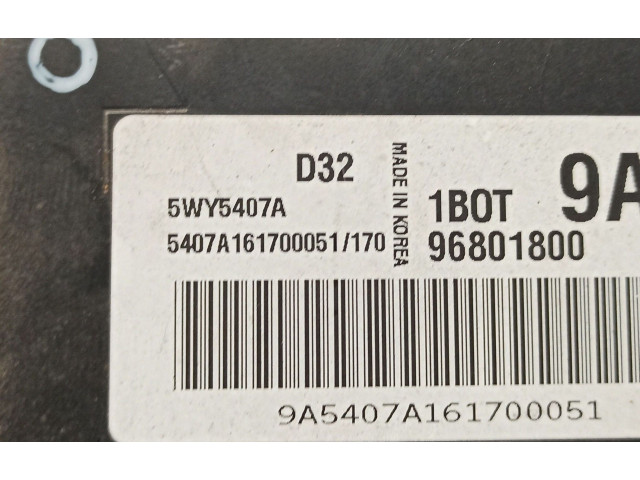 D32
5WY5407A
5407A161700051/170
MADE IN KOREA
1BOT 9A
96801800
9A5407A161700051